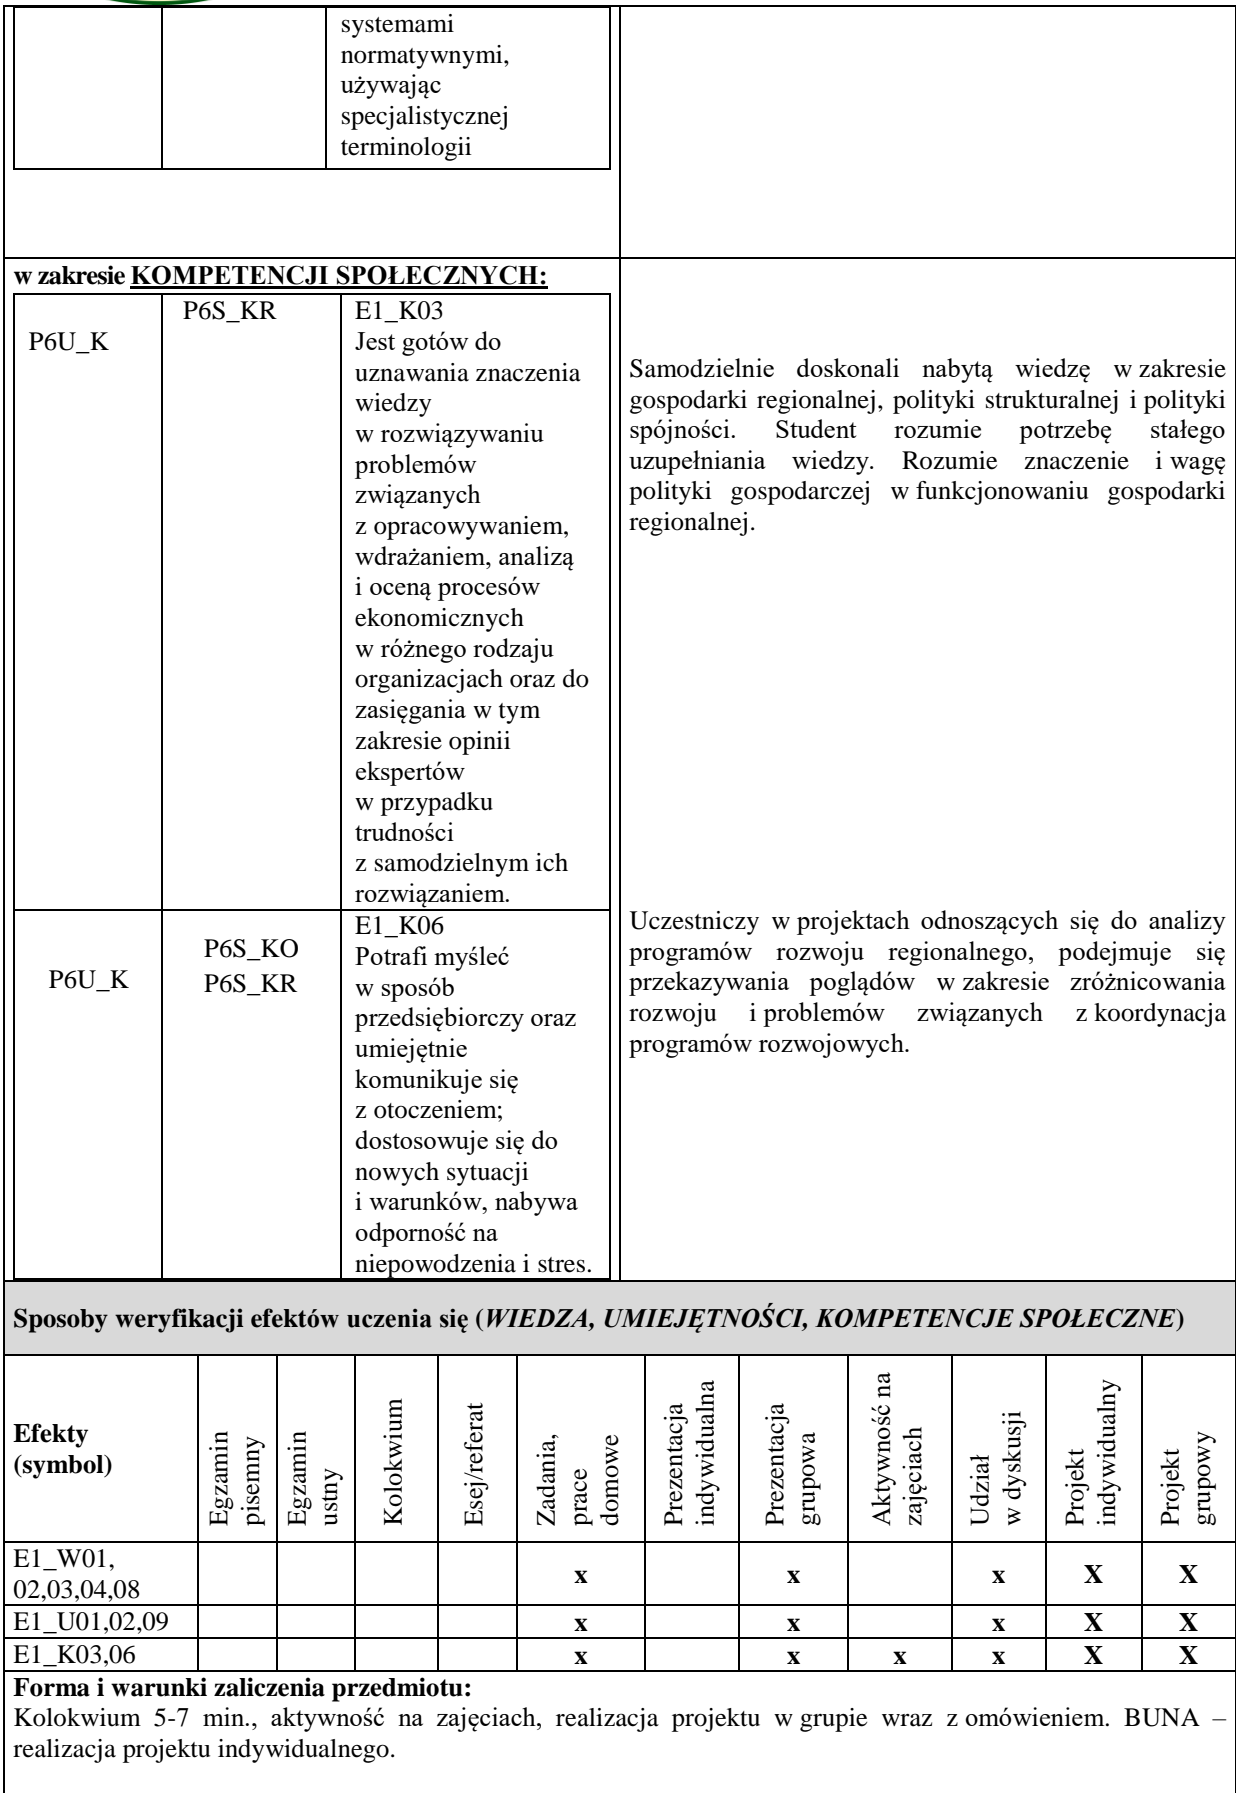 systemami
normatywnymi,
używając
specjalistycznej
terminologii
w zakresie KOMPETENCJI SPOŁECZNYCH:
P6U_K
P6S_KR
E1_K03
Jest gotów do
uznawania znaczenia
wiedzy
w rozwiązywaniu
problemów
związanych
z opracowywaniem,
wdrażaniem, analizą
i oceną procesów
ekonomicznych
w różnego rodzaju
organizacjach oraz do
zasięgania w tym
zakresie opinii
ekspertów
w przypadku
trudności
z samodzielnym ich
rozwiązaniem.
Samodzielnie doskonali nabytą wiedzę w zakresie
gospodarki regionalnej, polityki strukturalnej i polityki
spójności. Student rozumie potrzebę stałego
uzupełniania wiedzy. Rozumie znaczenie i wagę
polityki gospodarczej w funkcjonowaniu gospodarki
regionalnej.
P6U_K
P6S_KO
P6S_KR
E1_K06
Potrafi myśleć
w sposób
przedsiębiorczy oraz
umiejętnie
komunikuje się
z otoczeniem;
dostosowuje się do
nowych sytuacji
i warunków, nabywa
odporność na
niepowodzenia i stres.
Uczestniczy w projektach odnoszących się do analizy
programów rozwoju regionalnego, podejmuje się
przekazywania poglądów w zakresie zróżnicowania
rozwoju i problemów związanych z koordynacja
programów rozwojowych.
Sposoby weryfikacji efektów uczenia się (WIEDZA, UMIEJĘTNOŚCI, KOMPETENCJE SPOŁECZNE)
Efekty
(symbol)
Egzamin
pisemny
Egzamin
ustny
Kolokwium
Esej/referat
Zadania,
prace
domowe
Prezentacja
indywidualna
Prezentacja
grupowa
Aktywność na
zajęciach
Udział
w dyskusji
Projekt
indywidualny
Projekt
grupowy
E1_W01,
02,03,04,08
x x x X X
E1_U01,02,09 x x x X X
E1_K03,06 x x x x X X
Forma i warunki zaliczenia przedmiotu:
Kolokwium 5-7 min., aktywność na zajęciach, realizacja projektu w grupie wraz z omówieniem. BUNA –
realizacja projektu indywidualnego.